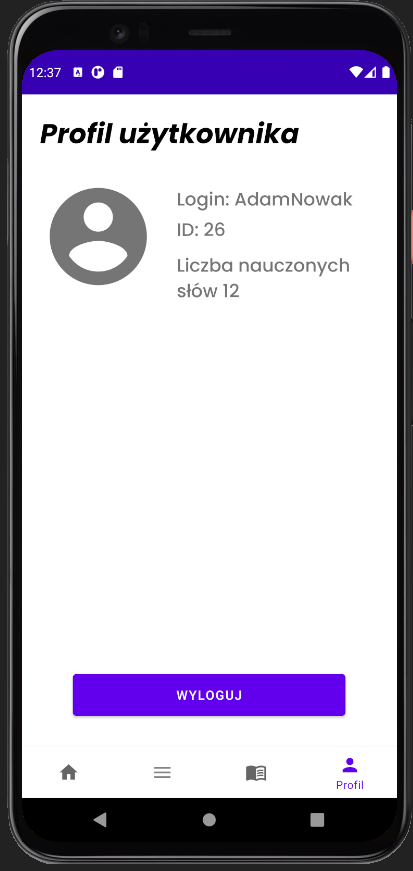 12:37
Profil użytkownika
Login: AdamNowak
ID: 26
Liczba nauczonych
słów 12
WYLOGUJ
Profil